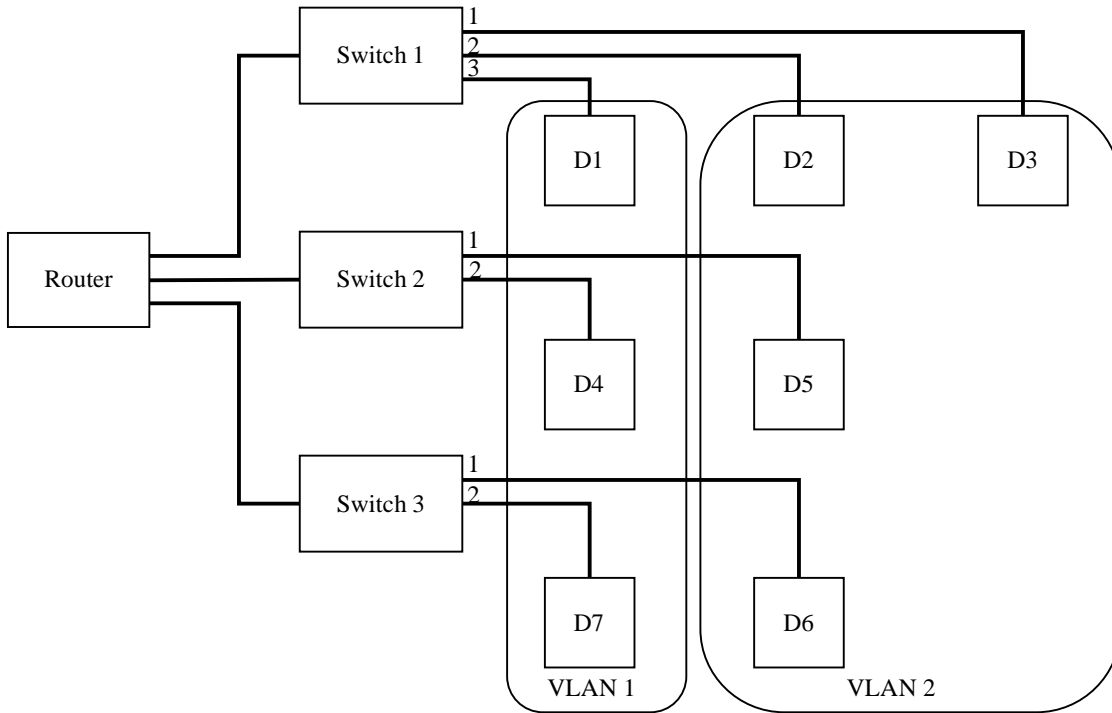 1
Switch 1
2
3
D1
D2
D3
1
Router
Switch 2
2
D4
D5
1
Switch 3
2
D7
D6
VLAN 1
VLAN 2